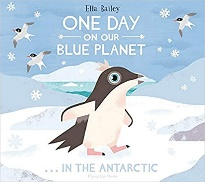 Ella Bailey
ONE DAY
ON OUR
BLUE PLANET
...IN THE ANTARCTIC